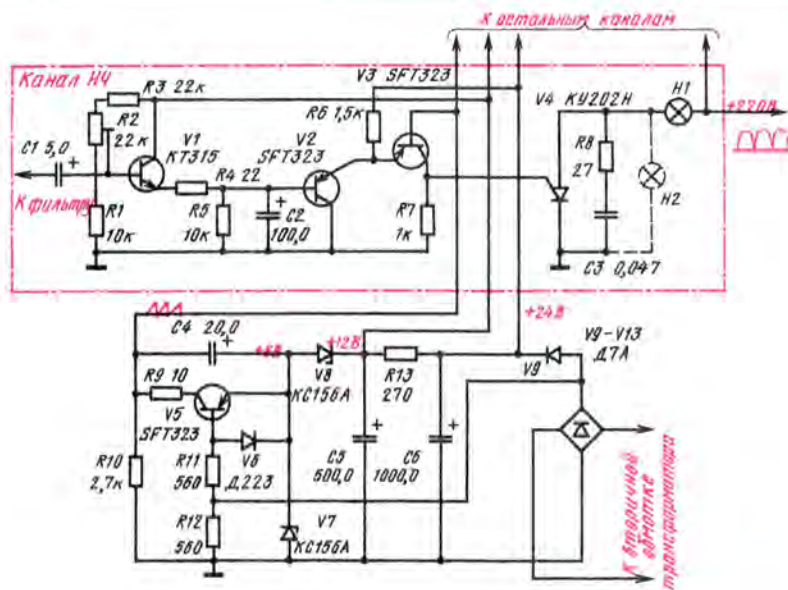 К остальным каналам
Канал НЧ
R3 22к
V3 SFT323
R2
22к
R6 1,5к
V4 КУ202Н
H1
+220В
C1 5,0
+
V1
КТ315
V2
SFT323
R8
27
К фильтру
R4 22
H2
R1
10к
R5
10к
+
C2
100,0
R7
1к
C3 0,047
C4 20,0
+
+6В
+12В
+24В
V9-V13
Д7А
R9 10
V8
КС156А
R13
270
V9
V5
SFT323
+
+
R10
2,7к
R11
560
V6
Д223
C5
500,0
C6
1000,0
R12
560
V7
КС156А
К вторичной
обмотке
трансформатора